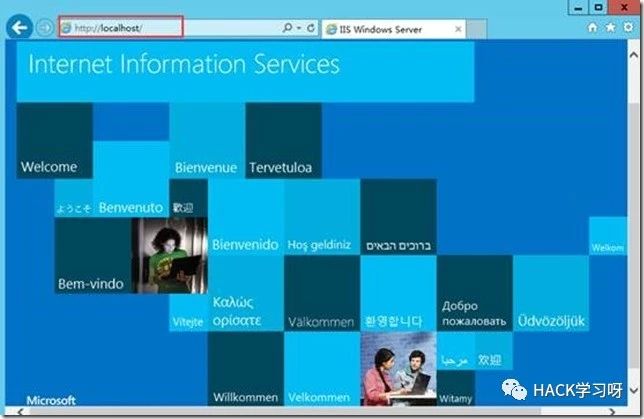 http://localhost/
IIS Windows Server
Internet Information Services
Welcome
Bienvenue
Tervetuloa
ようこそ
Benvenuto
歡迎
Bienvenido
Hoş geldiniz
ברוכים הבאים
Welkom
Bem-vindo
Vítejte
Καλώς
ορίσατε
Välkommen
환영합니다
Добро
пожаловать
Üdvözöljük
Microsoft
Willkommen
Velkommen
مرحبا
欢迎
Witamy
HACK学习呀